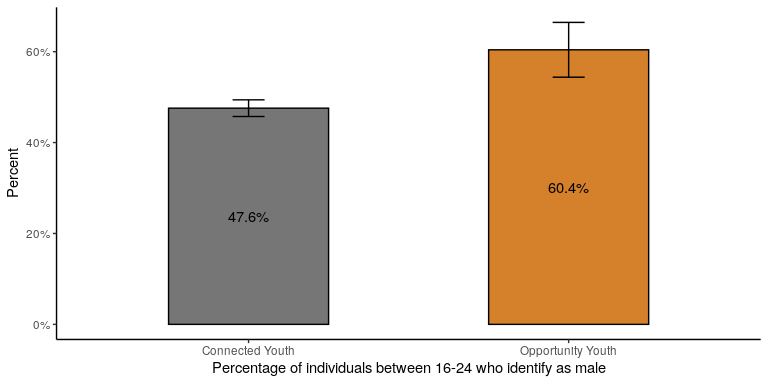 60%
40%
20%
0%
Percent
47.6%
60.4%
Connected Youth
Opportunity Youth
Percentage of individuals between 16-24 who identify as male